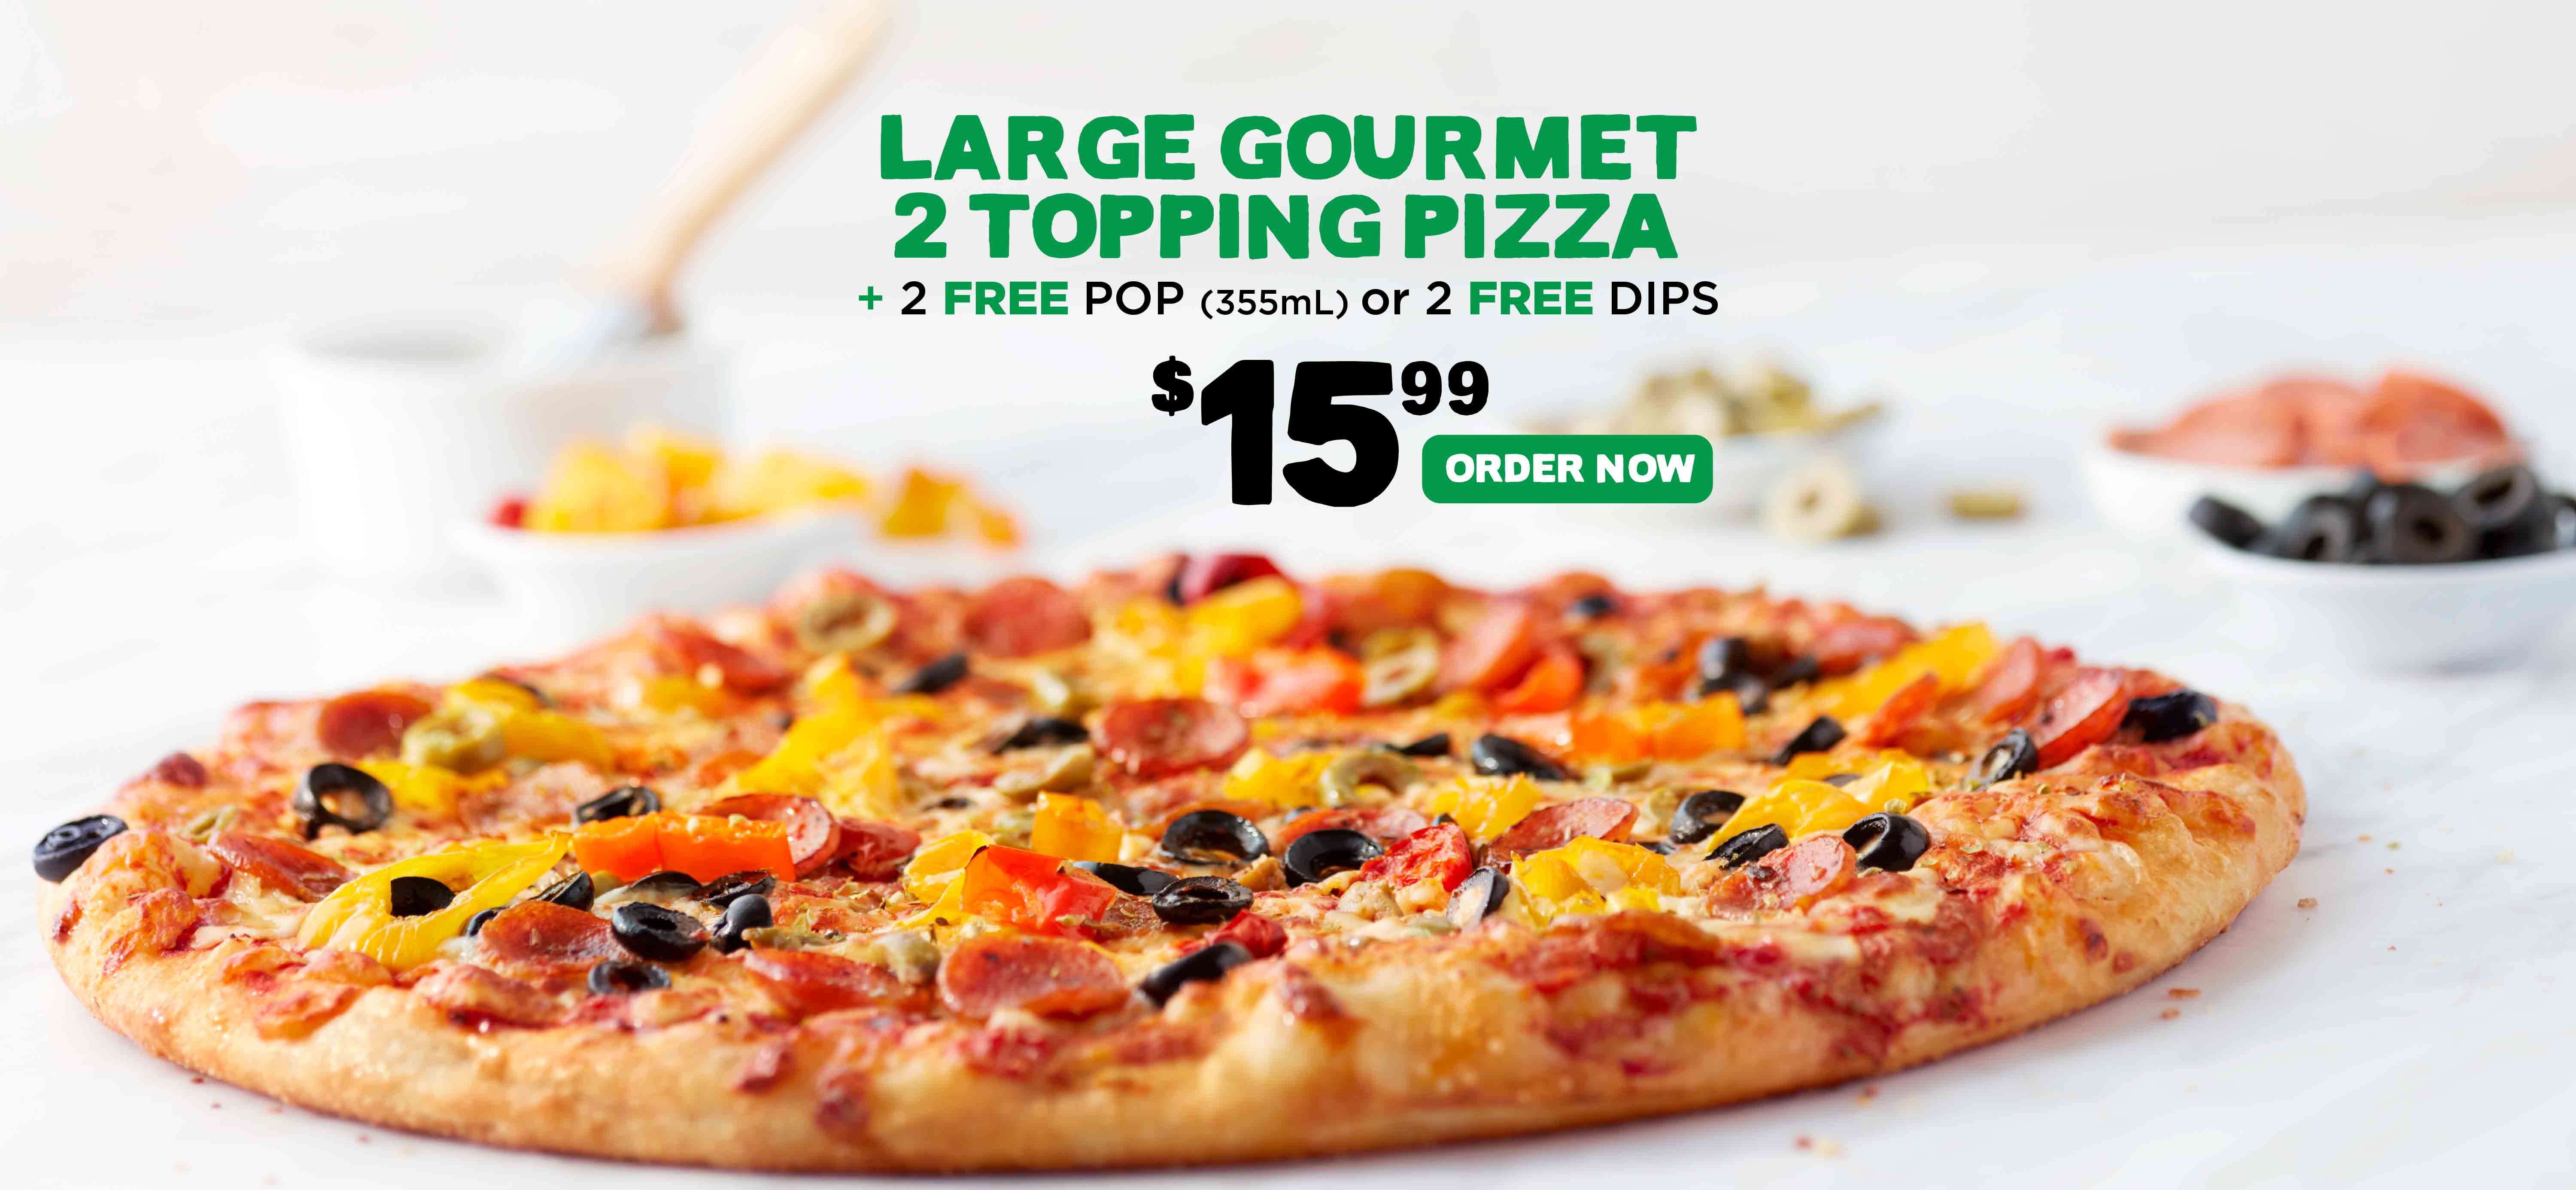 LARGE GOURMET
2 TOPPING PIZZA
+ 2 FREE POP (355mL) or 2 FREE DIPS
$15.99
ORDER NOW